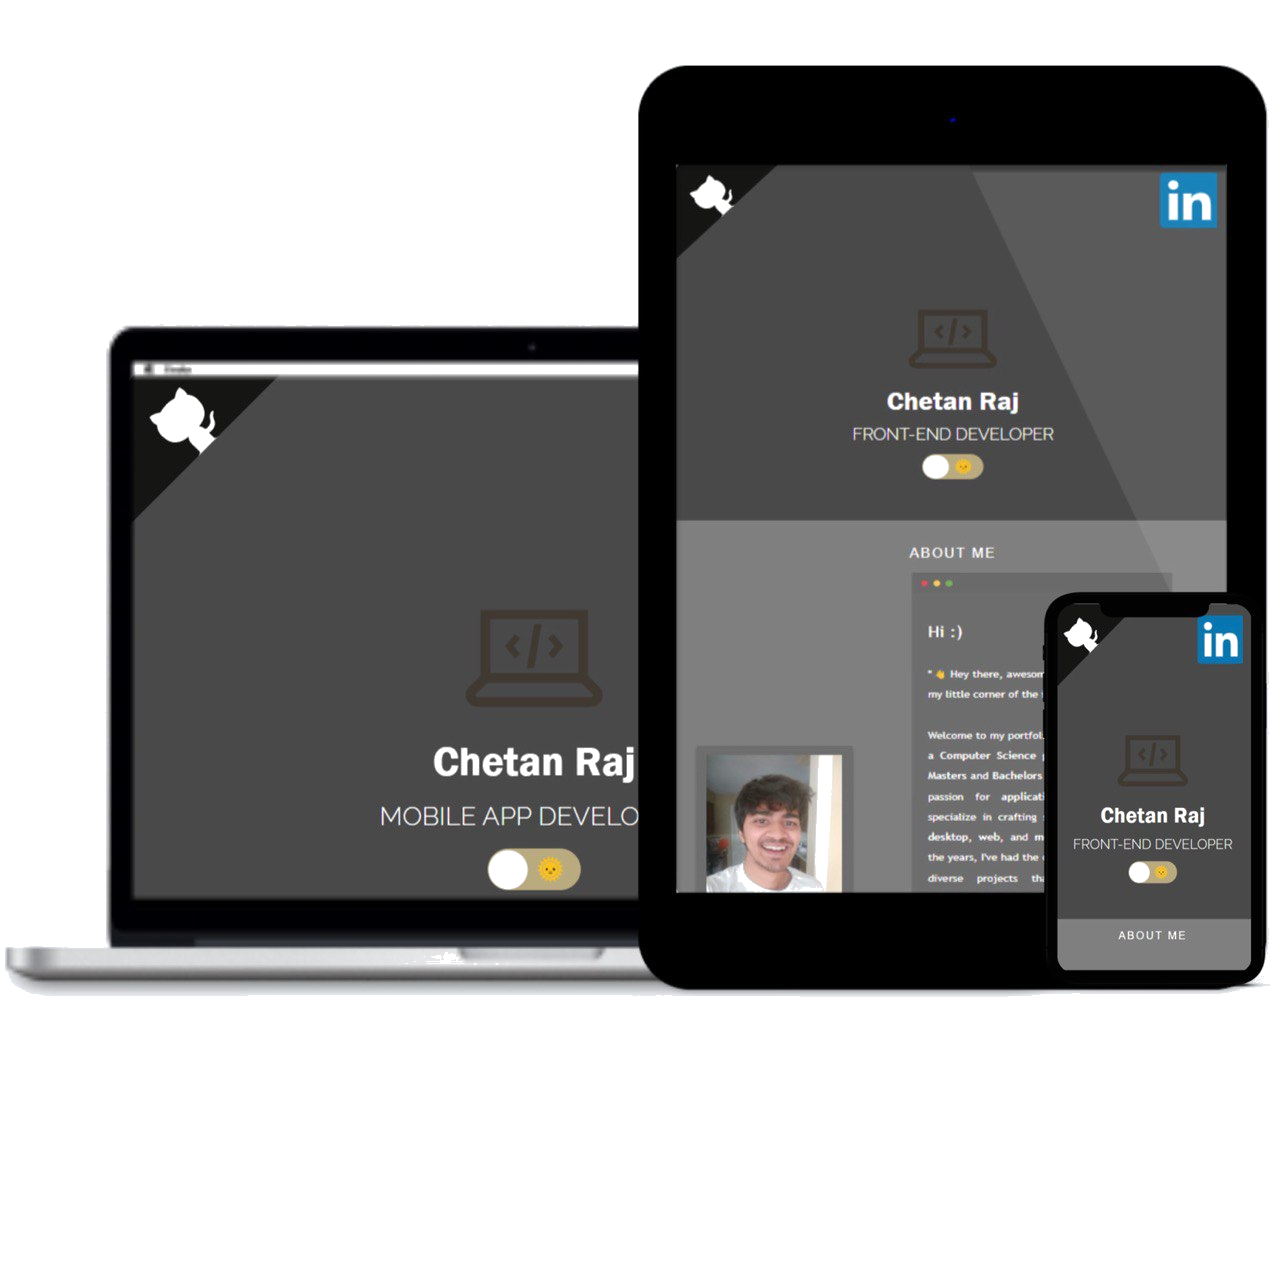 Finder
Chetan Raj
MOBILE APP DEVELO
in
Chetan Raj
FRONT-END DEVELOPER
ABOUT ME
Hi :)
" 👋 Hey there, awesom
my little corner of the
Welcome to my portfol
a Computer Science
Masters and Bachelors
passion for applicati
specialize in crafting
desktop, web, and m
the years, I've had the
diverse projects tha
in
Chetan Raj
FRONT-END DEVELOPER
ABOUT ME